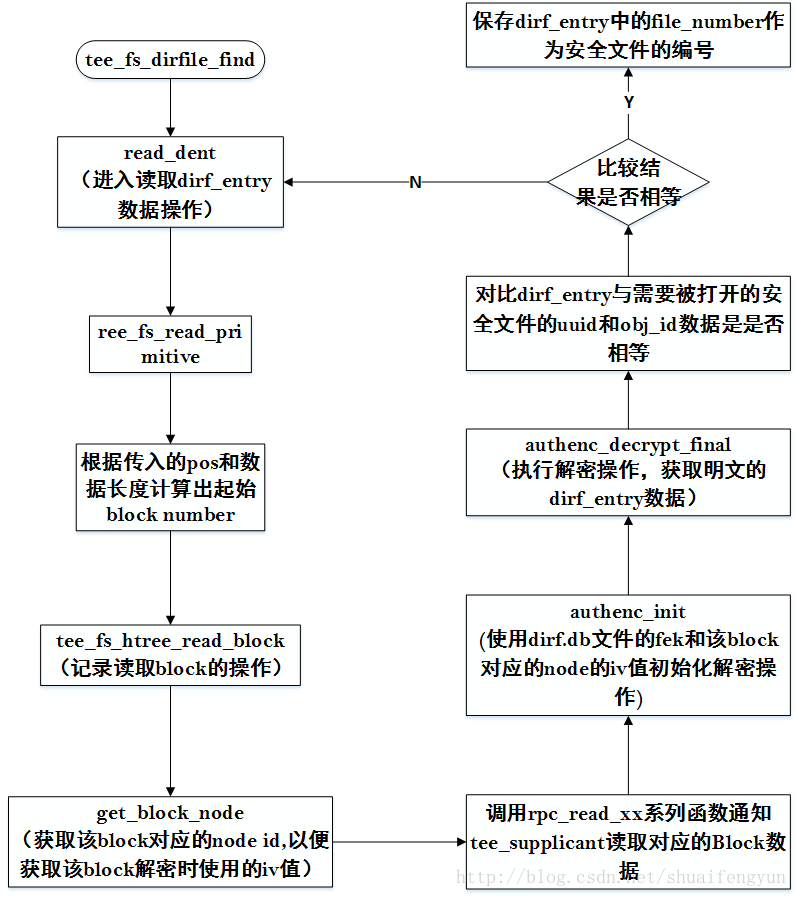 tee_fs_dirfile_find
read_dent
（进入读取dirf_entry
数据操作）
ree_fs_read_pri
mitive
根据传入的pos和数
据长度计算出起始
block number
tee_fs_htree_read_block
（记录读取block的操作）
get_block_node
（获取该block对应的node id,以便
获取该block解密时使用的iv值）
调用rpc_read_xx系列函数通知
tee_supplicant读取对应的Block数
据
authenc_init
(使用dirf.db文件的fek和该block
对应的node的iv值初始化解密操
作)
authenc_decrypt_final
（执行解密操作，获取明文的
dirf_entry数据）
对比dirf_entry与需要被打开的安
全文件的uuid和obj_id数据是是否
相等
比较结
果是否相等
N
Y
保存dirf_entry中的file_number作
为安全文件的编号
http://blog.csdn.net/shuaifengyun